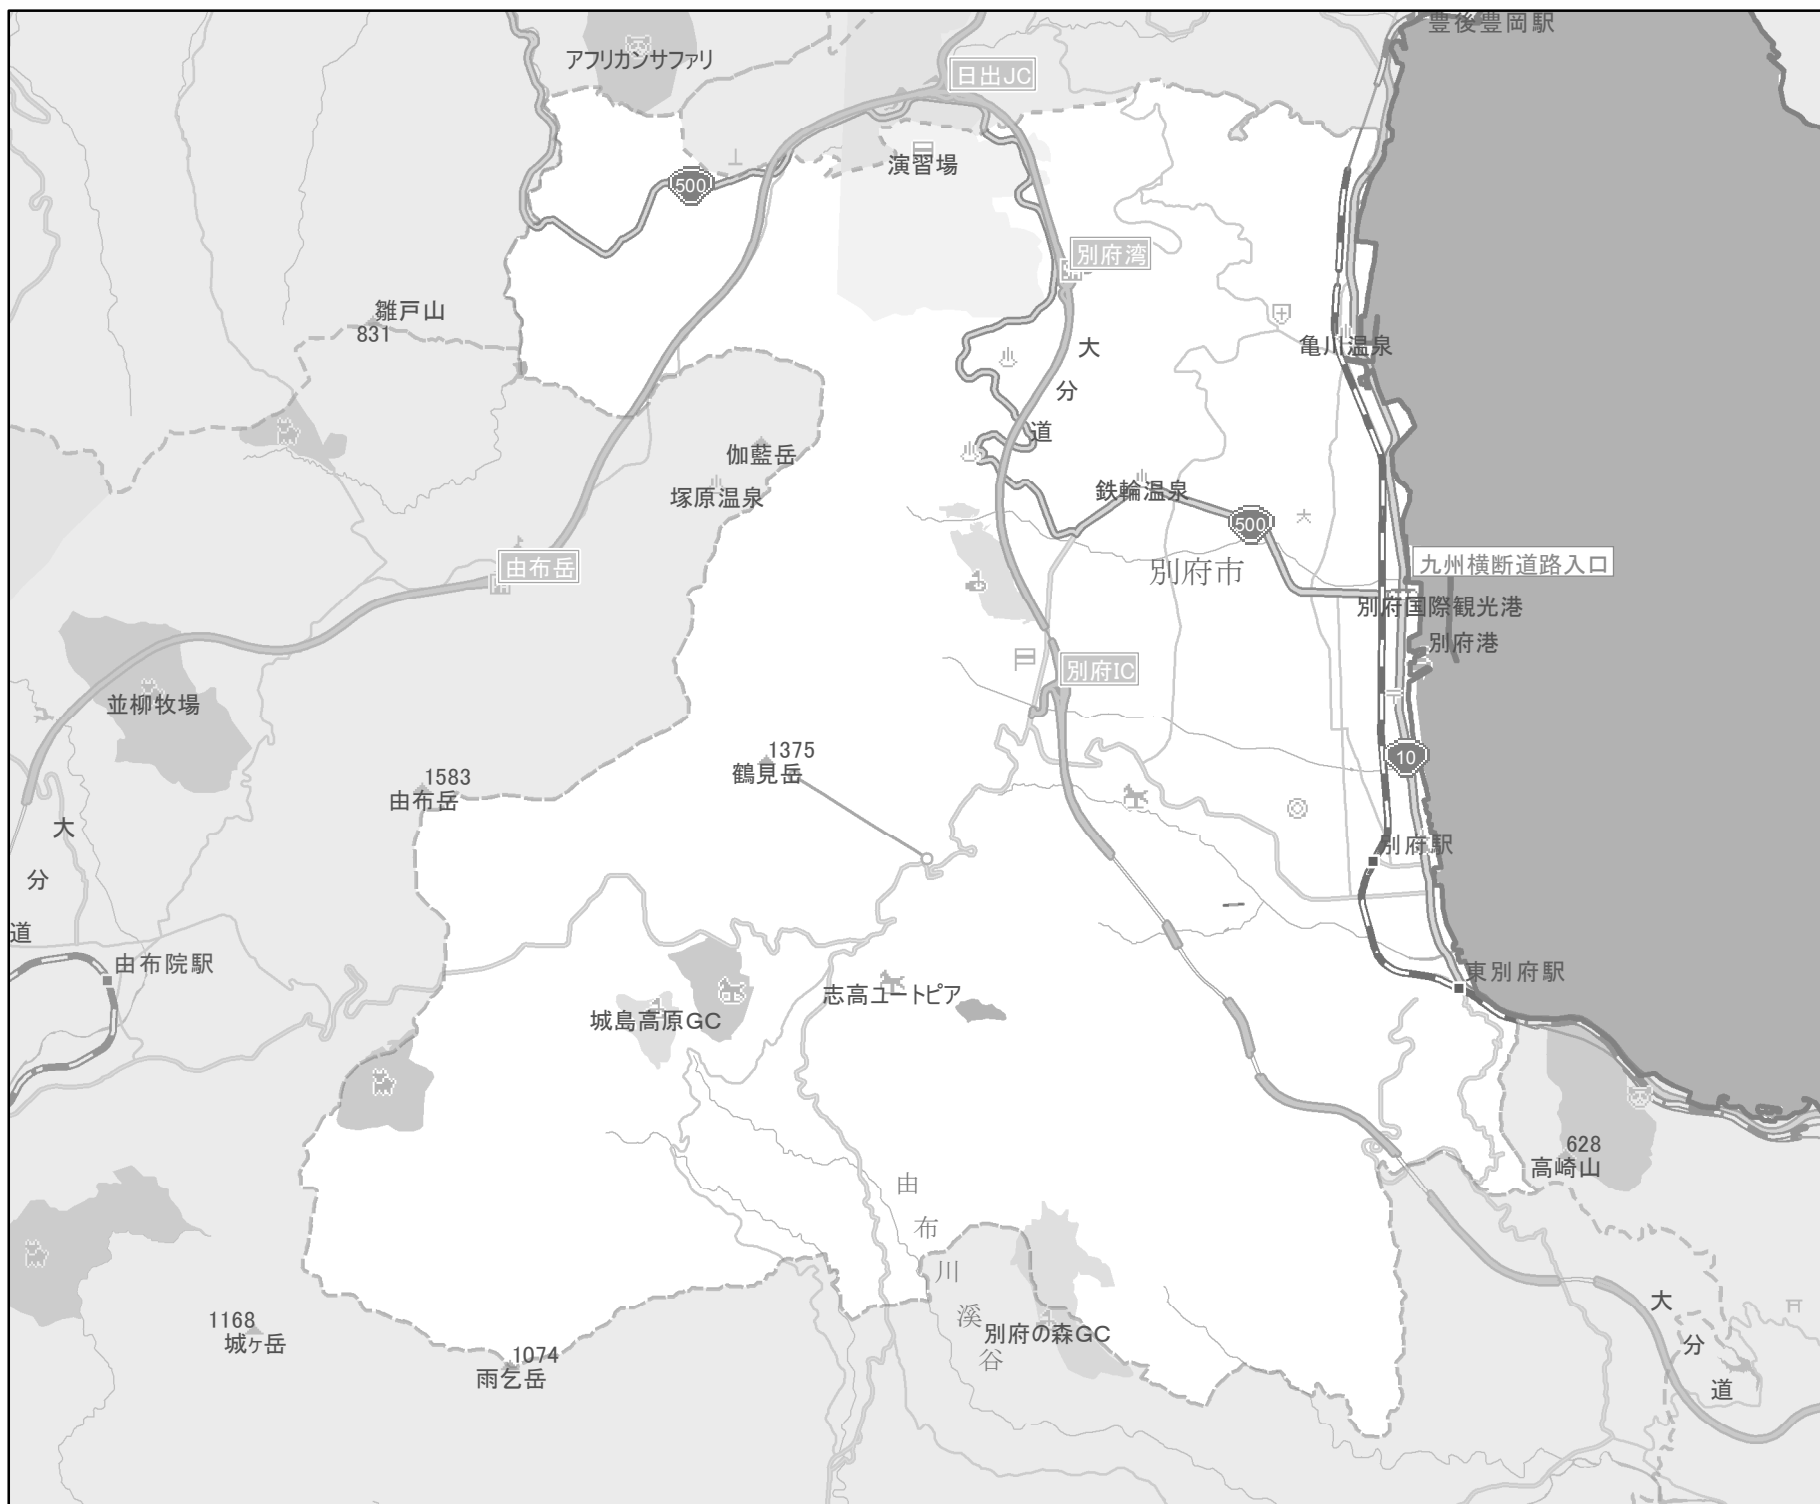 豊後豊岡駅
アフリカンサファリ
日出JC
演習場
500
別府湾
雛戸山
831
亀川温泉
大分道
伽藍岳
塚原温泉
鉄輪温泉
500
別府市
由布岳
九州横断道路入口
別府国際観光港
別府港
別府IC
並柳牧場
1375
鶴見岳
10
1583
由布岳
大分道
別府駅
由布院駅
東別府駅
志高ユートピア
城島高原GC
628
高崎山
由布川渓谷
1168
城ヶ岳
別府の森GC
1074
雨乞岳
大分道